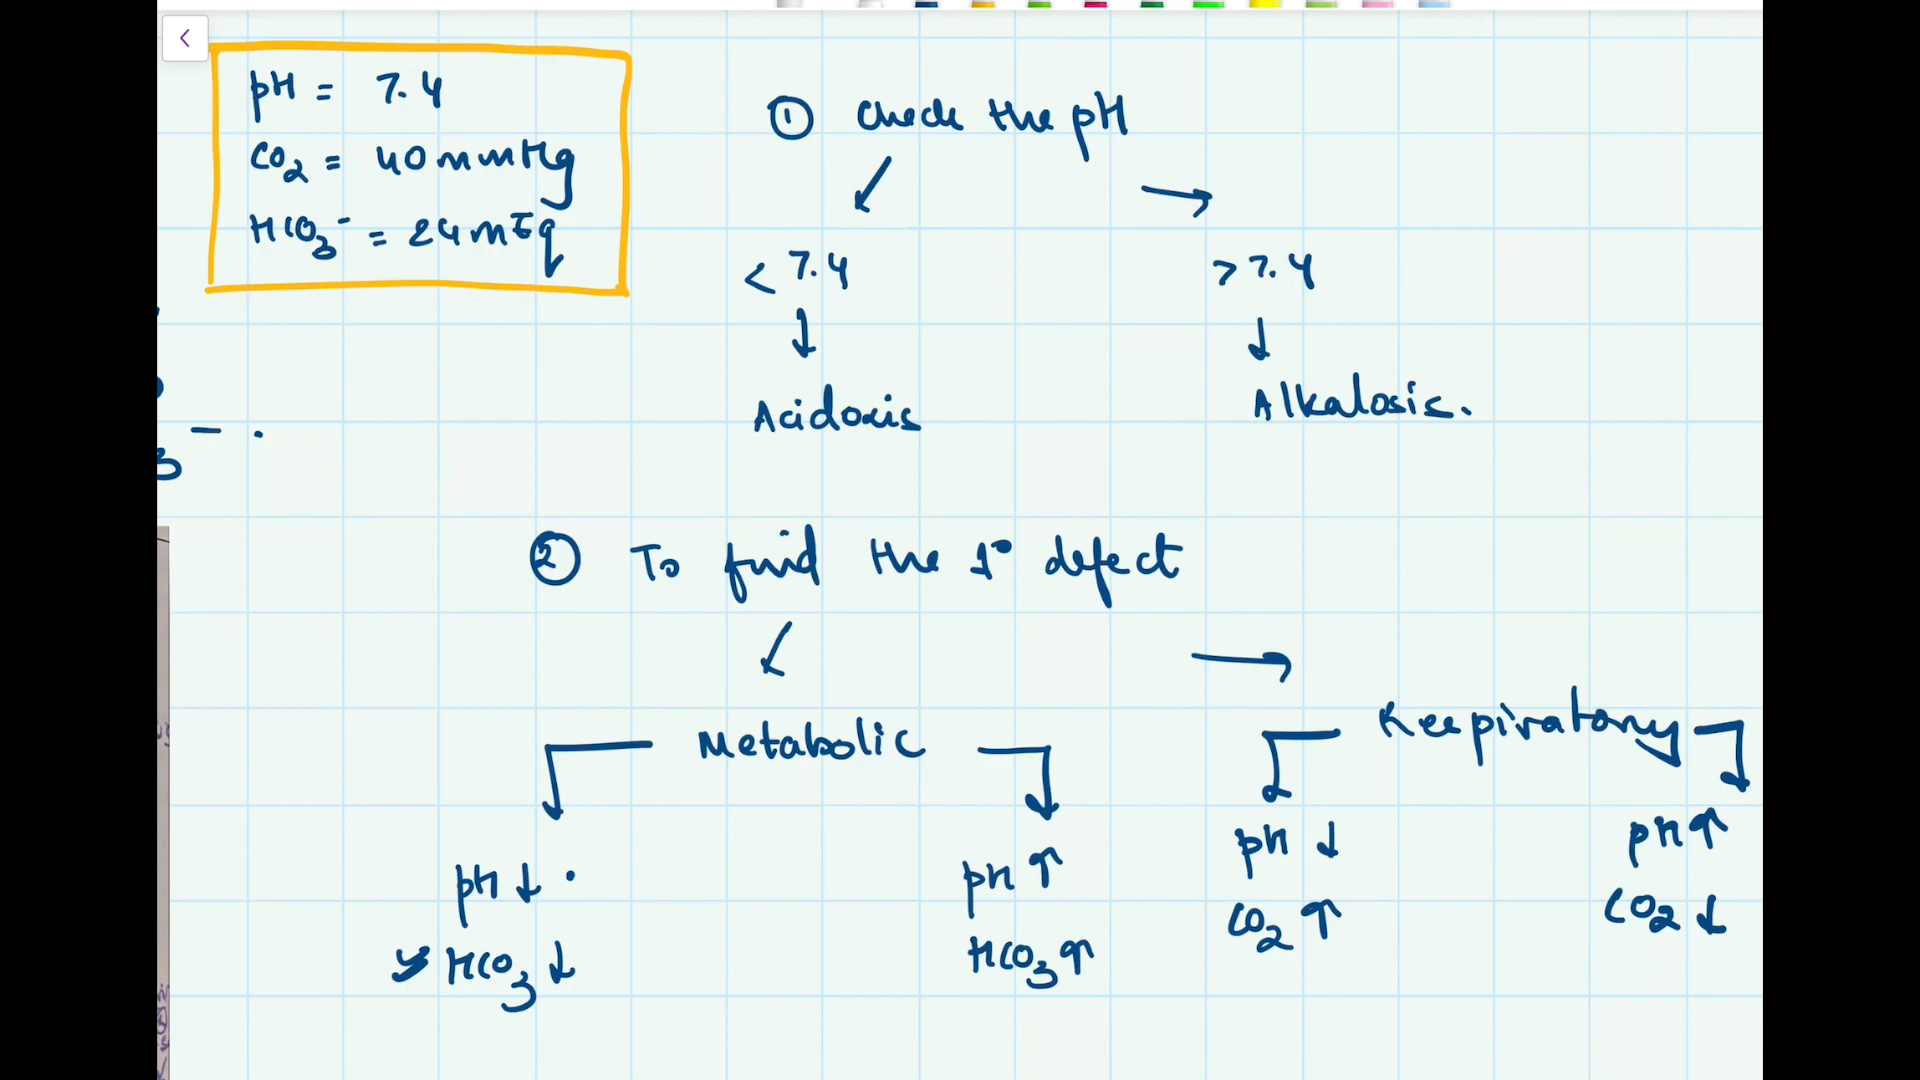 pH = 7.4
CO2 = 40 mmHg
HCO3- = 24 mEq
① Check the pH
< 7.4
> 7.4
Acidosis
Alkalosis.
② To find the 1° defect
Metabolic
Respiratory
pH ↓
HCO3 ↓
pH ↑
HCO3 ↑
pH ↓
CO2 ↑
pH ↑
CO2 ↓